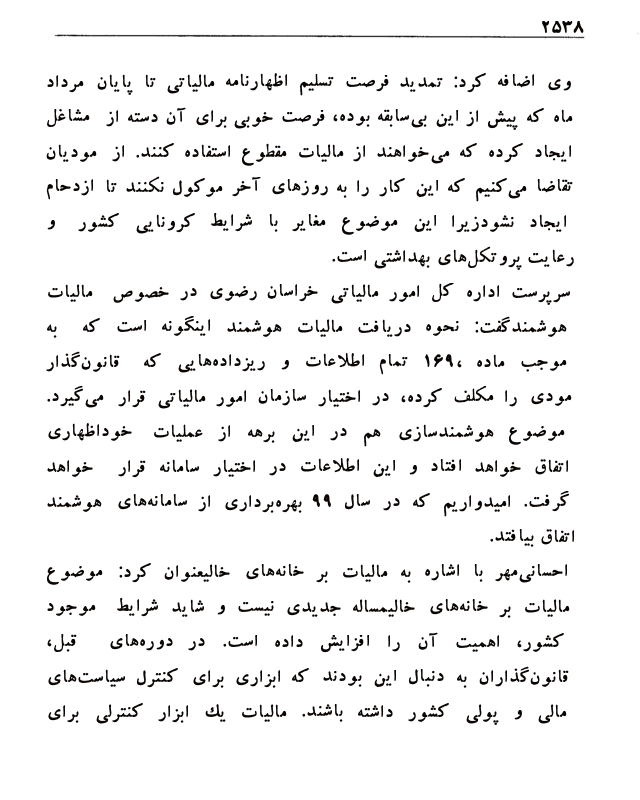 ۲۵۳۸
وی اضافه کرد: تمدید فرصت تسلیم اظهارنامه مالیاتی تا پایان مرداد
ماه که پیش از این بی‌سابقه بوده، فرصت خوبی برای آن دسته از مشاغل
ایجاد کرده که می‌خواهند از مالیات مقطوع استفاده کنند. از مودیان
تقاضا می‌کنیم که این کار را به روزهای آخر موکول نکنند تا ازدحام
ایجاد نشودزیرا این موضوع مغایر با شرایط کرونایی کشور و
رعایت پروتکل‌های بهداشتی است.
سرپرست اداره کل امور مالیاتی خراسان رضوی در خصوص مالیات
هوشمندگفت: نحوه دریافت مالیات هوشمند اینگونه است که به
موجب ماده ۱۶۹، تمام اطلاعات و ریزداده‌هایی که قانون‌گذار
مودی را مکلف کرده، در اختیار سازمان امور مالیاتی قرار می‌گیرد.
موضوع هوشمندسازی هم در این برهه از عملیات خوداظهاری
اتفاق خواهد افتاد و این اطلاعات در اختیار سامانه قرار خواهد
گرفت. امیدواریم که در سال ۹۹ بهره‌برداری از سامانه‌های هوشمند
اتفاق بیافتد.
احسانی‌مهر با اشاره به مالیات بر خانه‌های خالیعنوان کرد: موضوع
مالیات بر خانه‌های خالیمساله جدیدی نیست و شاید شرایط موجود
کشور، اهمیت آن را افزایش داده است. در دوره‌های قبل،
قانون‌گذاران به دنبال این بودند که ابزاری برای کنترل سیاست‌های
مالی و پولی کشور داشته باشند. مالیات یك ابزار کنترلی برای